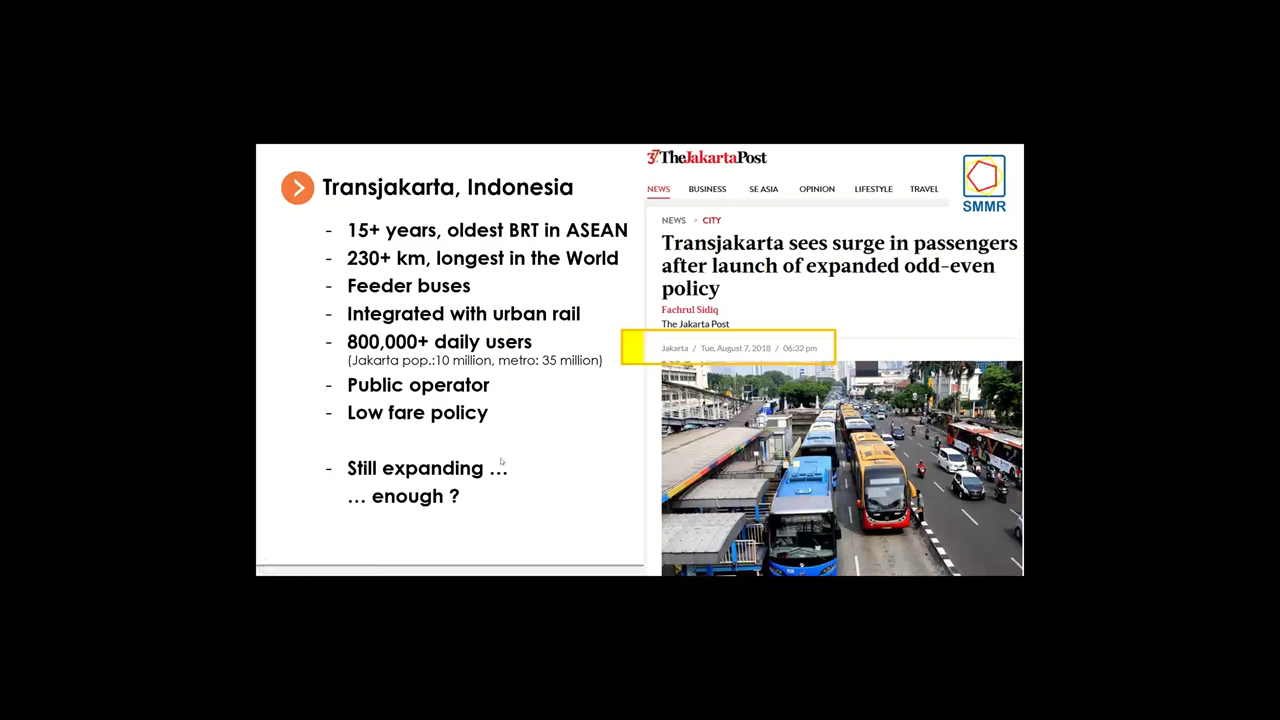 Transjakarta, Indonesia
- 15+ years, oldest BRT in ASEAN
- 230+ km, longest in the World
- Feeder buses
- Integrated with urban rail
- 800,000+ daily users
(Jakarta pop.:10 million, metro: 35 million)
- Public operator
- Low fare policy
- Still expanding …
… enough ?
37 TheJakartaPost
NEWS BUSINESS SE ASIA OPINION LIFESTYLE TRAVEL
SMMR
NEWS > CITY
Transjakarta sees surge in passengers
after launch of expanded odd-even
policy
Fachrul Sidiq
The Jakarta Post
Jakarta / Tue, August 7, 2018 / 06:32 pm